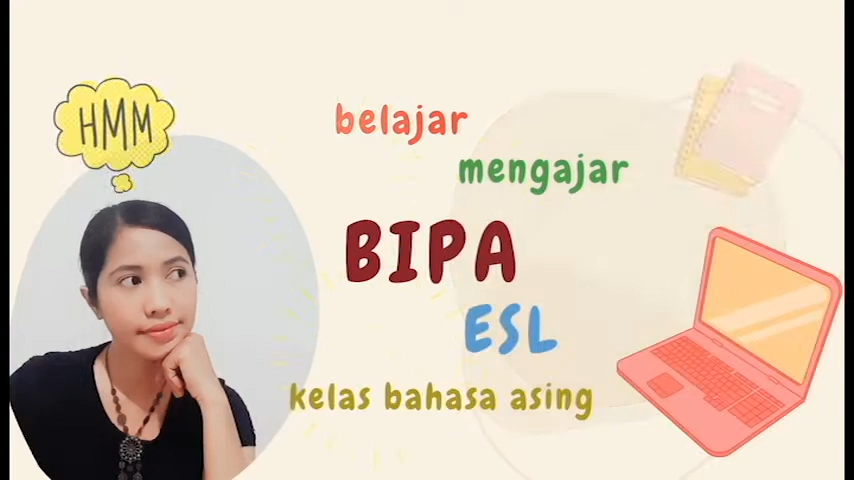 HMM
belajar
mengajar
BIPA
ESL
kelas bahasa asing